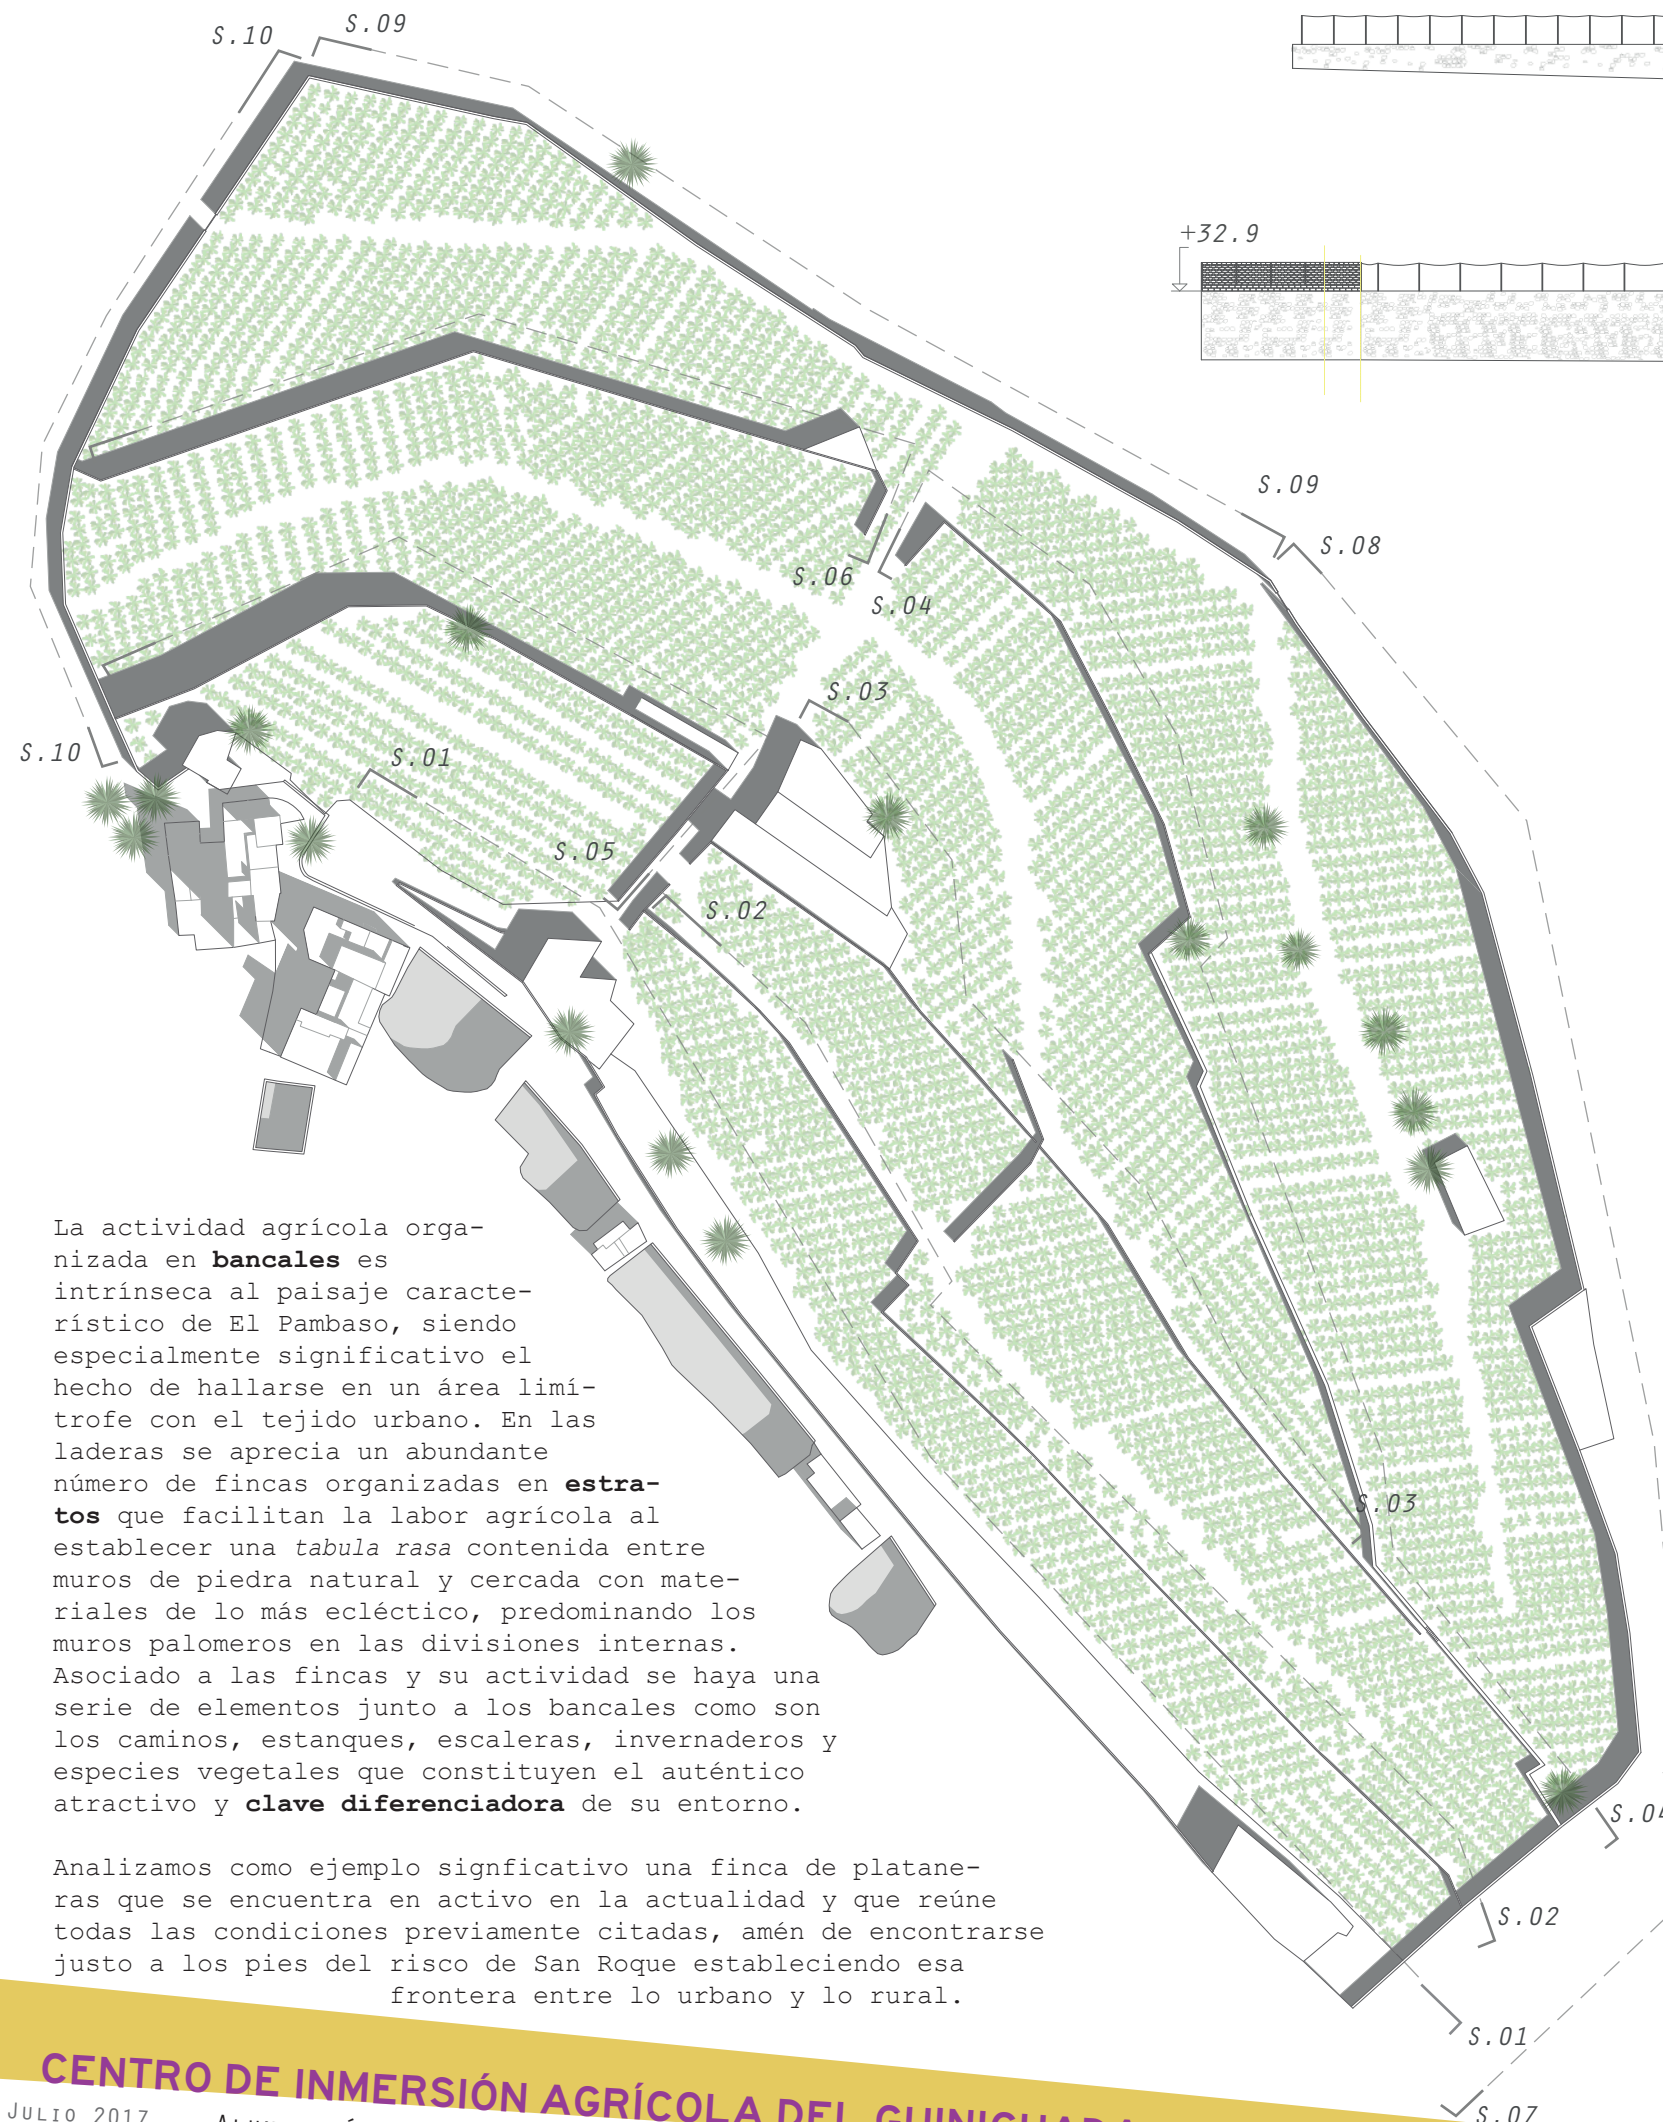 S.10
S.09
+32.9
S.09
S.08
S.06
S.04
S.03
S.10
S.01
S.05
S.02
La actividad agrícola orga-
nizada en bancales es
intrínseca al paisaje caracte-
rístico de El Pambaso, siendo
especialmente significativo el
hecho de hallarse en un área limí-
trofe con el tejido urbano. En las
laderas se aprecia un abundante
número de fincas organizadas en estra-
tos que facilitan la labor agrícola al
establecer una tabula rasa contenida entre
muros de piedra natural y cercada con mate-
riales de lo más ecléctico, predominando los
muros palomeros en las divisiones internas.
Asociado a las fincas y su actividad se haya una
serie de elementos junto a los bancales como son
los caminos, estanques, escaleras, invernaderos y
especies vegetales que constituyen el auténtico
atractivo y clave diferenciadora de su entorno.
Analizamos como ejemplo signficativo una finca de platane-
ras que se encuentra en activo en la actualidad y que reúne
todas las condiciones previamente citadas, amén de encontrarse
justo a los pies del risco de San Roque estableciendo esa
frontera entre lo urbano y lo rural.
S.03
S.04
S.02
S.01
S.07
CENTRO DE INMERSIÓN AGRÍCOLA DEL
JULIO 2017